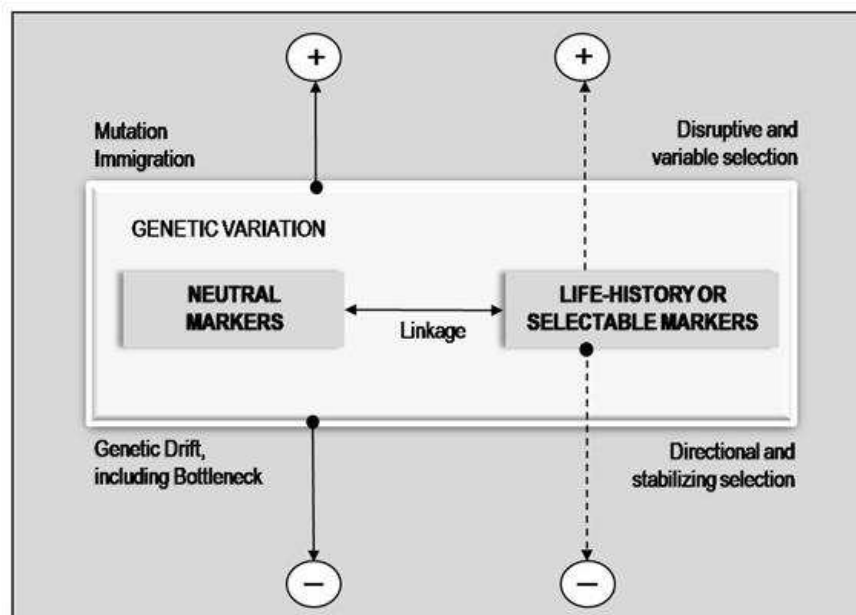 +
+
Mutation
Immigration
Disruptive and
variable selection
GENETIC VARIATION
NEUTRAL
MARKERS
Linkage
LIFE-HISTORY OR
SELECTABLE MARKERS
Genetic Drift,
including Bottleneck
Directional and
stabilizing selection
−
−